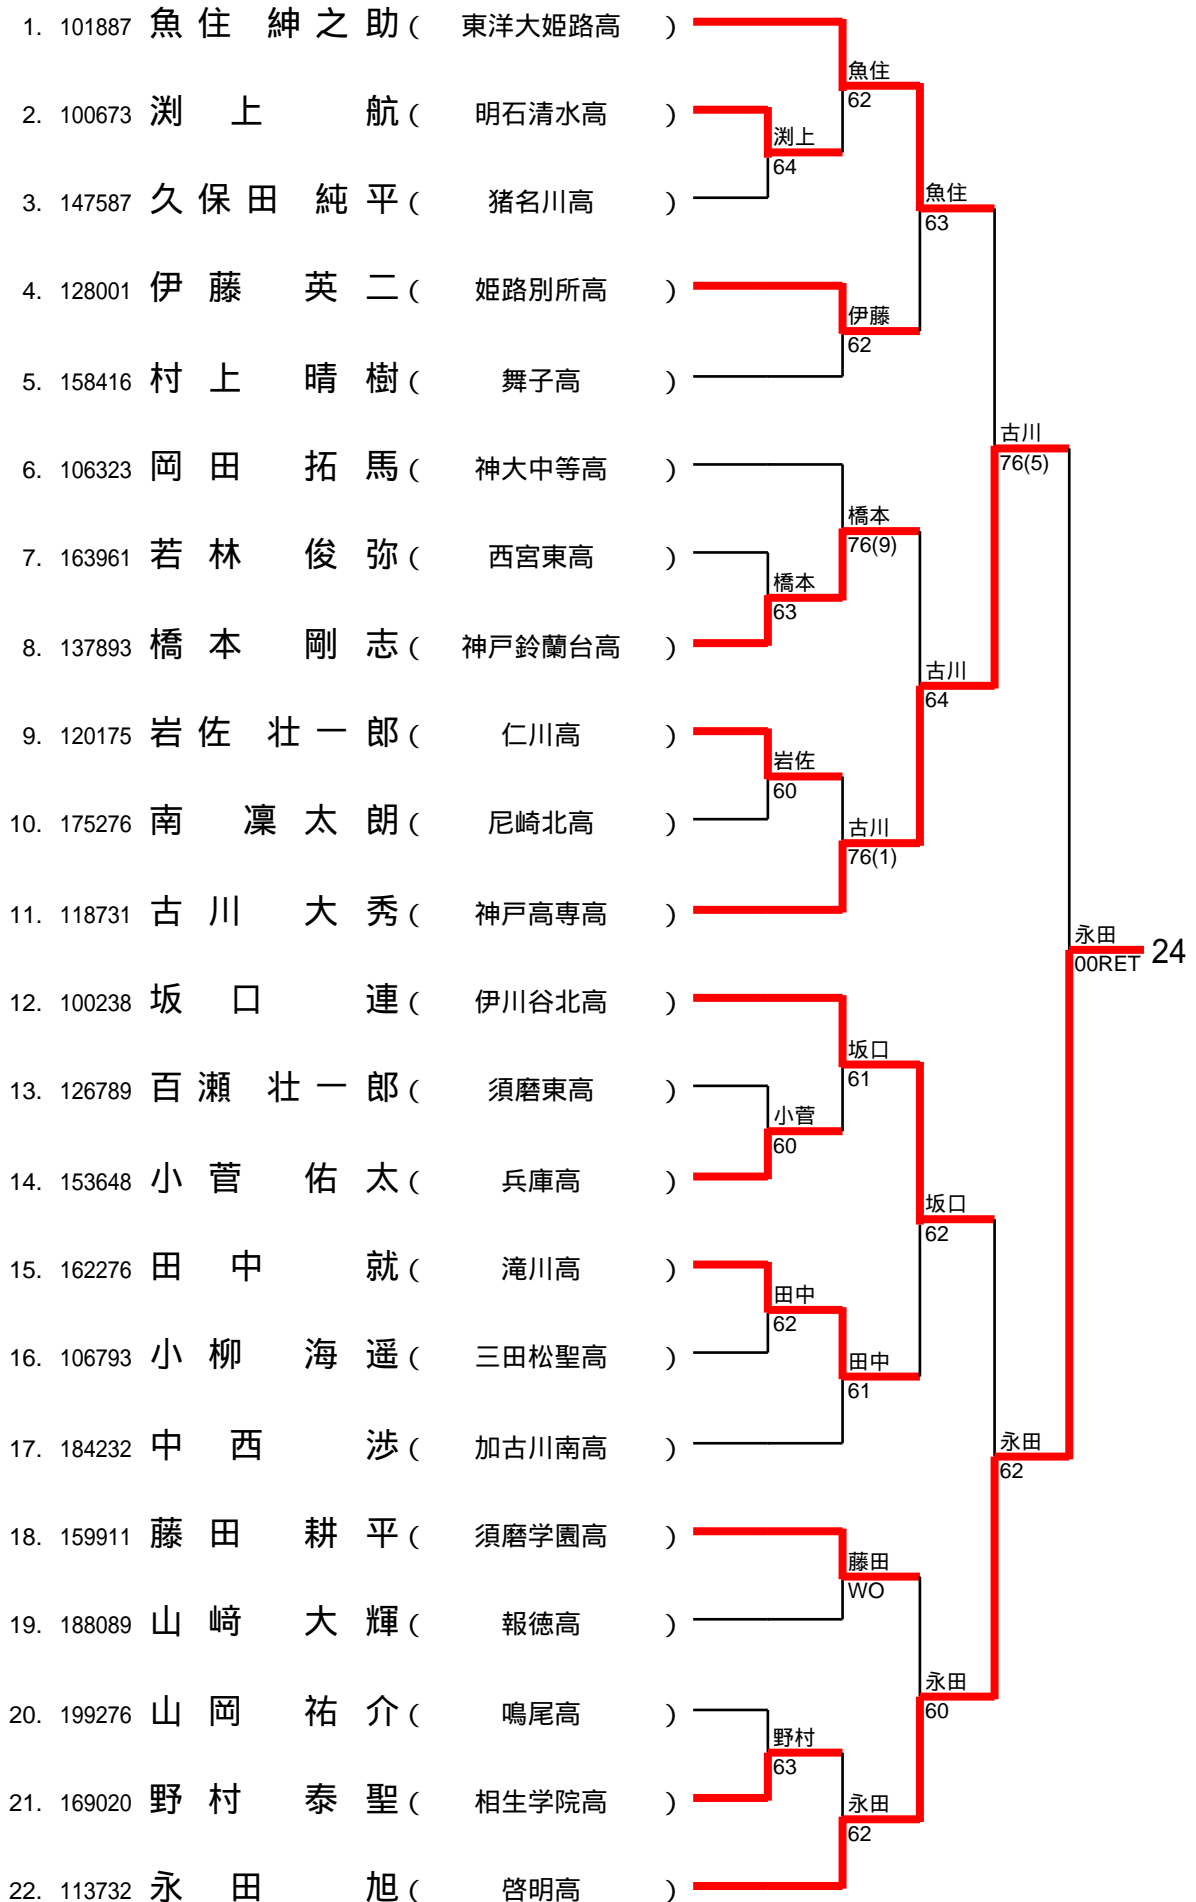 1. 101887 魚住 紳之助 ( 東洋大姫路高 )
魚住
62
2. 100673 渕上 航 ( 明石清水高 )
渕上
64
3. 147587 久保田 純平 ( 猪名川高 )
魚住
63
4. 128001 伊藤 英二 ( 姫路別所高 )
伊藤
62
5. 158416 村上 晴樹 ( 舞子高 )
古川
76(5)
6. 106323 岡田 拓馬 ( 神大中等高 )
橋本
76(9)
7. 163961 若林 俊弥 ( 西宮東高 )
橋本
63
8. 137893 橋本 剛志 ( 神戸鈴蘭台高 )
古川
64
9. 120175 岩佐 壮一郎 ( 仁川高 )
岩佐
60
10. 175276 南 凜太朗 ( 尼崎北高 )
古川
76(1)
11. 118731 古川 大秀 ( 神戸高専高 )
永田
00RET 24
12. 100238 坂口 連 ( 伊川谷北高 )
坂口
61
13. 126789 百瀬 壮一郎 ( 須磨東高 )
小菅
60
14. 153648 小菅 佑太 ( 兵庫高 )
坂口
62
15. 162276 田中 就 ( 滝川高 )
田中
62
16. 106793 小柳 海遥 ( 三田松聖高 )
田中
61
17. 184232 中西 渉 ( 加古川南高 )
永田
62
18. 159911 藤田 耕平 ( 須磨学園高 )
藤田
WO
19. 188089 山﨑 大輝 ( 報徳高 )
永田
60
20. 199276 山岡 祐介 ( 鳴尾高 )
野村
63
21. 169020 野村 泰聖 ( 相生学院高 )
永田
62
22. 113732 永田 旭 ( 啓明高 )